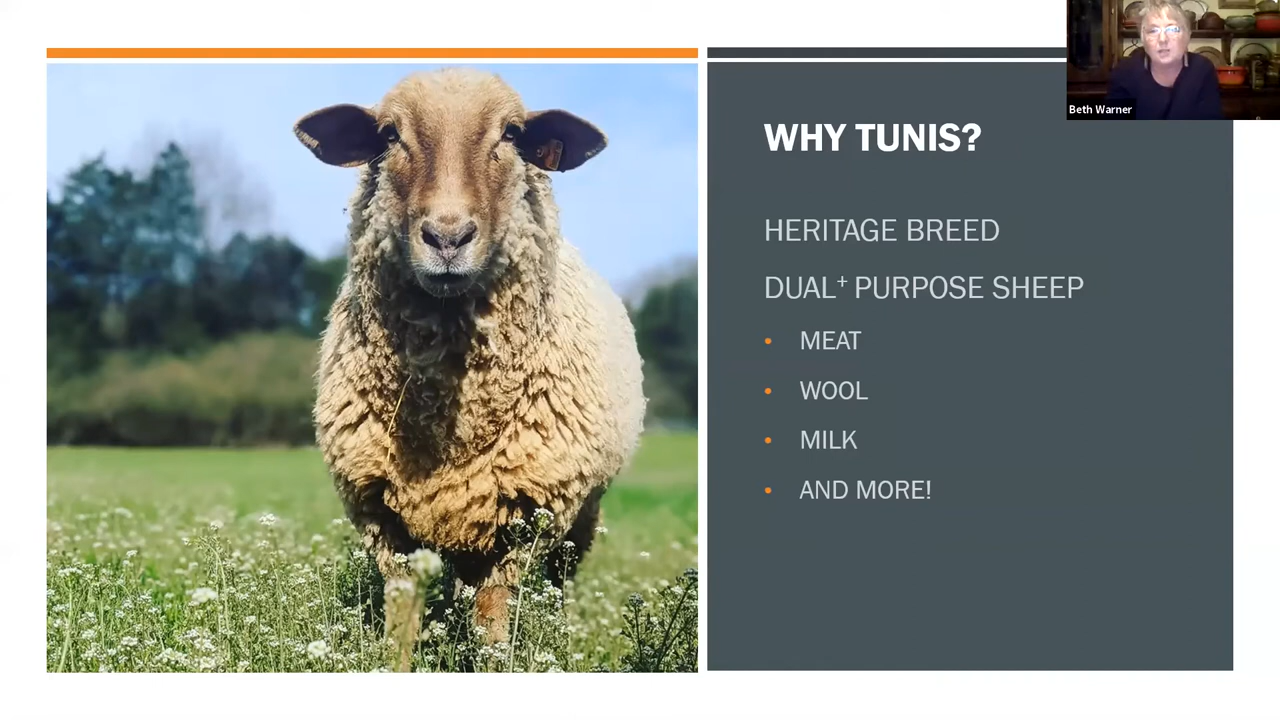 Beth Warner
WHY TUNIS?
HERITAGE BREED
DUAL⁺ PURPOSE SHEEP
• MEAT
• WOOL
• MILK
• AND MORE!